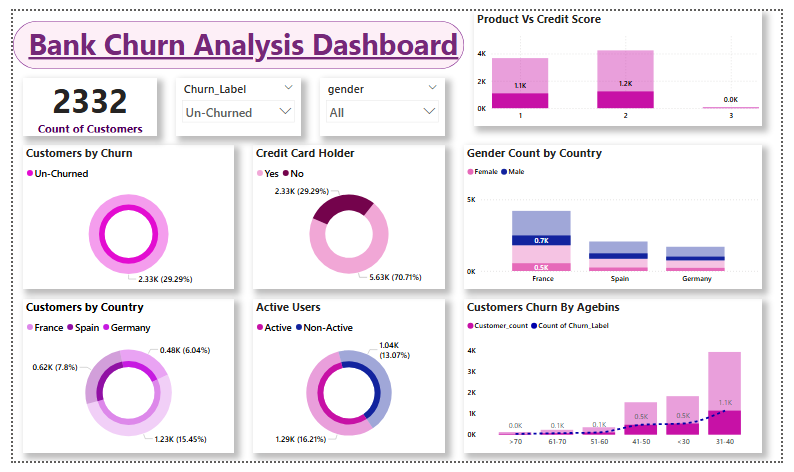 Bank Churn Analysis Dashboard
2332
Count of Customers
Churn_Label
Un-Churned
gender
All
Product Vs Credit Score
4K
2K
0K
1.1K
1.2K
0.0K
1
2
3
Customers by Churn
Un-Churned
2.33K (29.29%)
Credit Card Holder
Yes No
2.33K (29.29%)
5.63K (70.71%)
Gender Count by Country
Female Male
5K
0K
0.7K
0.5K
France
Spain
Germany
Customers by Country
France Spain Germany
0.48K (6.04%)
0.62K (7.8%)
1.23K (15.45%)
Active Users
Active Non-Active
1.04K
(13.07%)
1.29K (16.21%)
Customers Churn By Agebins
Customer_count Count of Churn_Label
4K
3K
2K
1K
0K
0.0K
0.1K
0.1K
0.5K
0.5K
1.1K
>70
61-70
51-60
41-50
<30
31-40